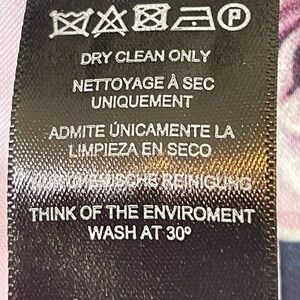 P
DRY CLEAN ONLY
NETTOYAGE À SEC
UNIQUEMENT
ADMITE ÚNICAMENTE LA
LIMPIEZA EN SECO
CHEMISCHE REINIGUNG
THINK OF THE ENVIROMENT
WASH AT 30º